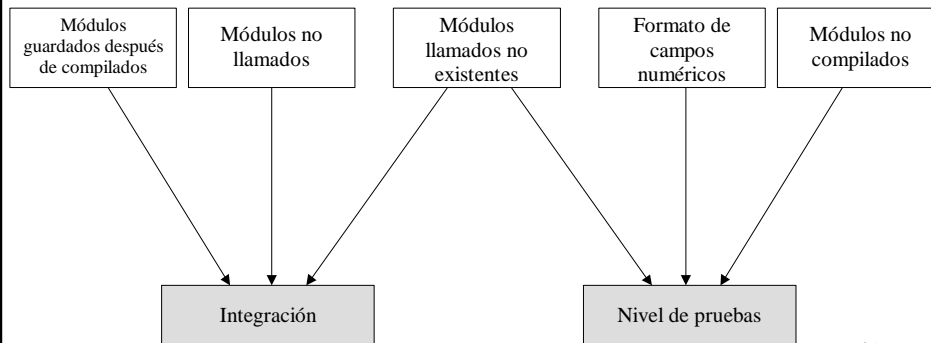 Módulos
guardados después
de compilados
Módulos no
llamados
Módulos
llamados no
existentes
Formato de
campos
numéricos
Módulos no
compilados
Integración
Nivel de pruebas